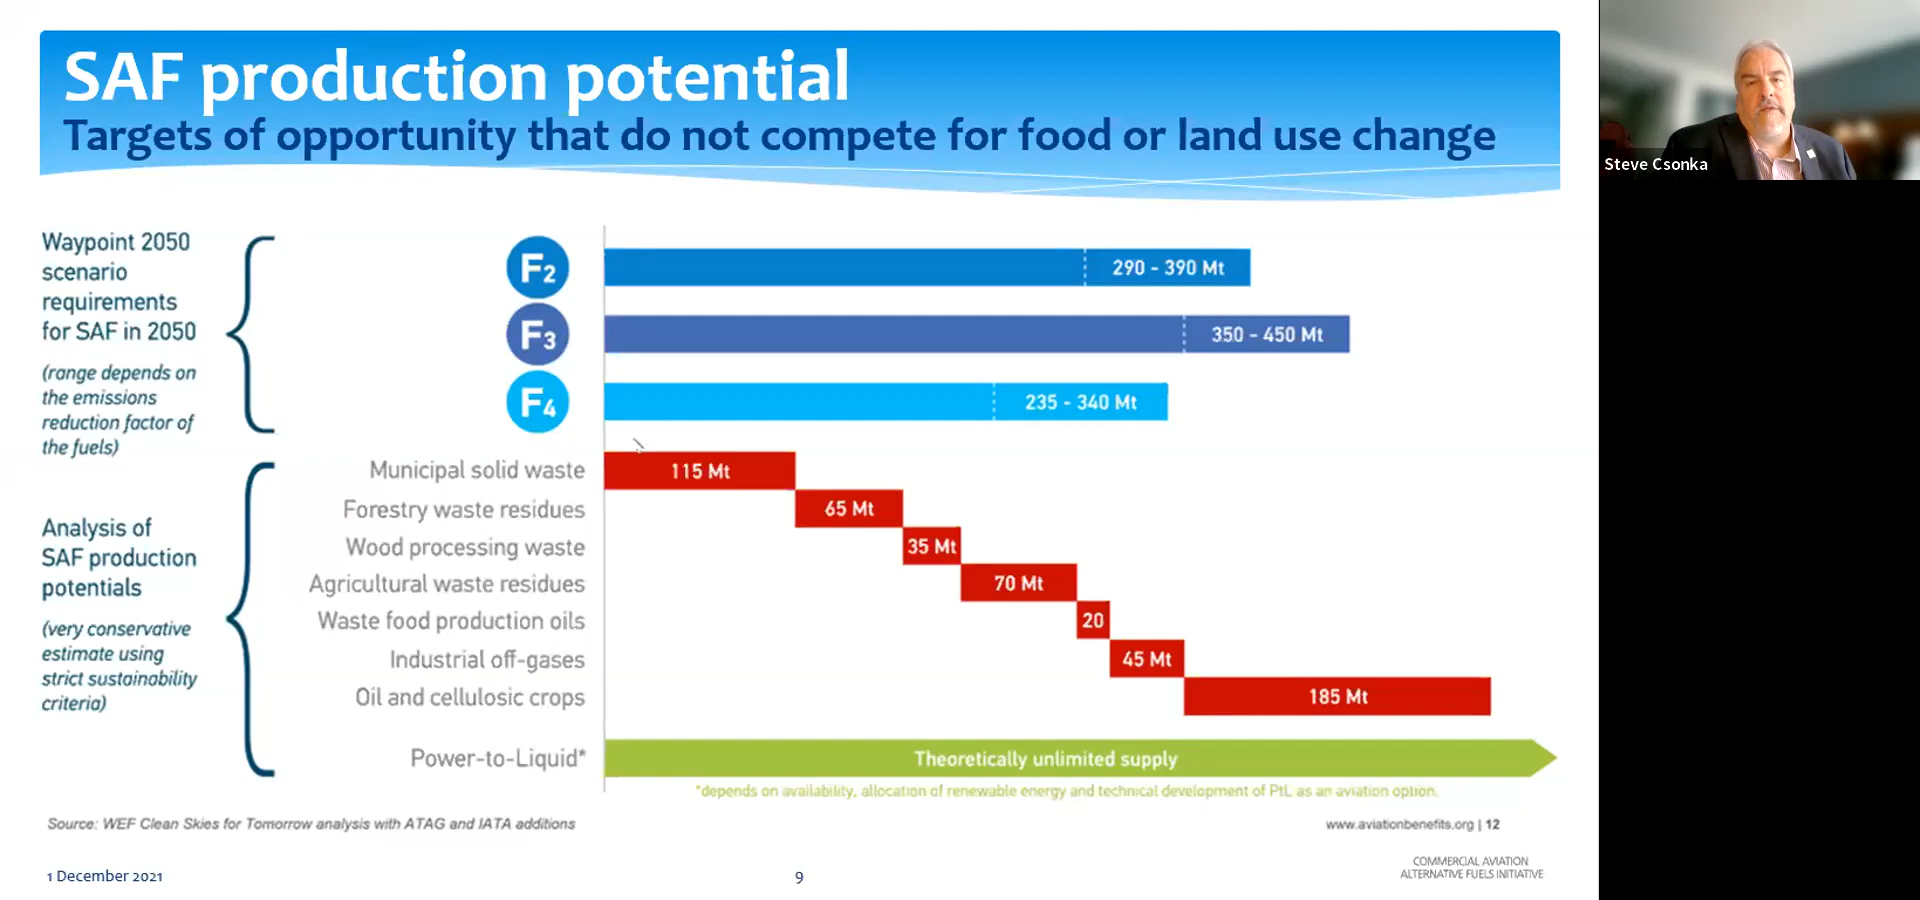 SAF production potential
Targets of opportunity that do not compete for food or land use change
Steve Csonka
Waypoint 2050
scenario
requirements
for SAF in 2050
(range depends on
the emissions
reduction factor of
the fuels)
F2
290 - 390 Mt
F3
350 - 450 Mt
F4
235 - 340 Mt
Analysis of
SAF production
potentials
(very conservative
estimate using
strict sustainability
criteria)
Municipal solid waste
115 Mt
Forestry waste residues
65 Mt
Wood processing waste
35 Mt
Agricultural waste residues
70 Mt
Waste food production oils
20
Industrial off-gases
45 Mt
Oil and cellulosic crops
185 Mt
Power-to-Liquid*
Theoretically unlimited supply
*depends on availability, allocation of renewable energy and technical development of PtL as an aviation option.
Source: WEF Clean Skies for Tomorrow analysis with ATAG and IATA additions
www.aviationbenefits.org | 12
1 December 2021
9
COMMERCIAL AVIATION
ALTERNATIVE FUELS INITIATIVE